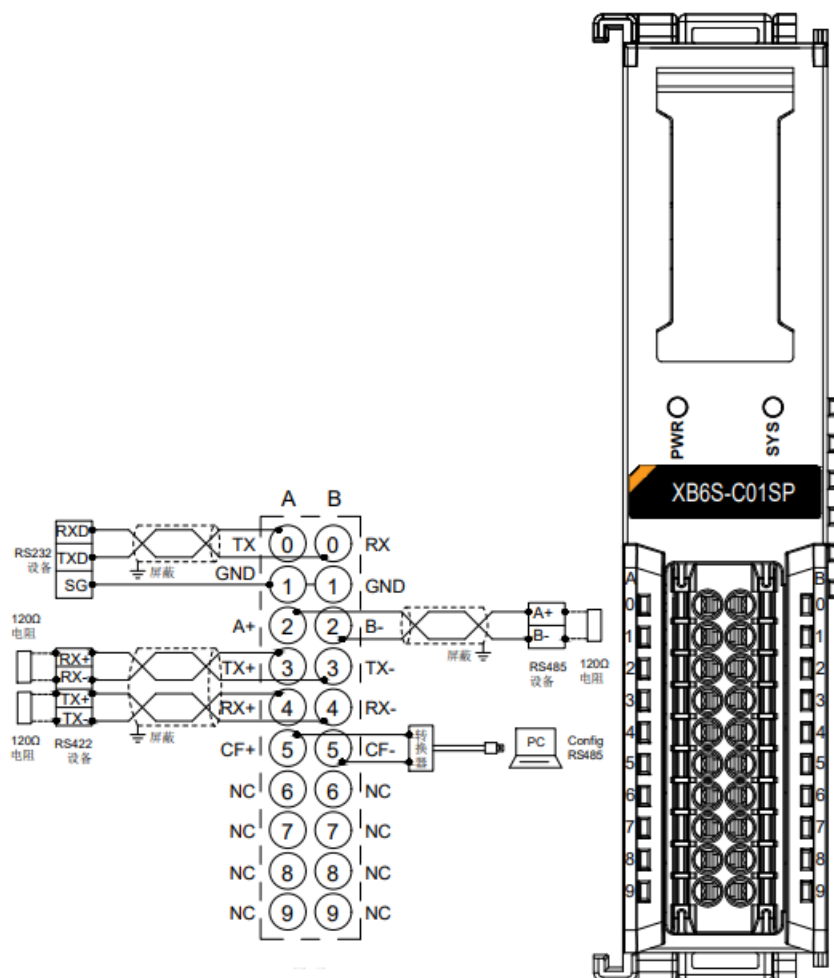 PWR
SYS
XB6S-C01SP
A B
RXD
TXD
SG
RS232
设备
屏蔽
TX 0 0 RX
GND 1 1 GND
A+ 2 2 B-
TX+ 3 3 TX-
RX+ 4 4 RX-
CF+ 5 5 CF-
NC 6 6 NC
NC 7 7 NC
NC 8 8 NC
NC 9 9 NC
A+
B-
屏蔽
RS485
设备
120Ω
电阻
120Ω
电阻
RX+
RX-
TX+
TX-
120Ω
电阻
RS422
设备
屏蔽
转换器
PC
Config
RS485
A B
0 0
1 1
2 2
3 3
4 4
5 5
6 6
7 7
8 8
9 9